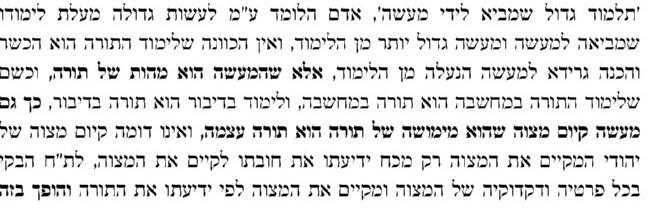 'תלמוד גדול שמביא לידי מעשה', אדם הלומד ע"מ לעשות גדולה מעלת לימודו
שמביאה למעשה ומעשה גדול יותר מן הלימוד, ואין הכוונה שלימוד התורה הוא הכשר
והכנה גרידא למעשה הנעלה מן הלימוד, אלא שהמעשה הוא מהות של תורה, וכשם
שלימוד התורה במחשבה הוא תורה במחשבה, ולימוד בדיבור הוא תורה בדיבור, כך גם
מעשה קיום מצוה שהוא מימושה של תורה הוא תורה עצמה, ואינו דומה קיום מצוה של
יהודי המקיים את המצוה רק מכח ידיעתו את חובתו לקיים את המצוה, לת"ח הבקי
בכל פרטיה ודקדוקיה של המצוה ומקיים את המצוה לפי ידיעתו את התורה והופך בזה